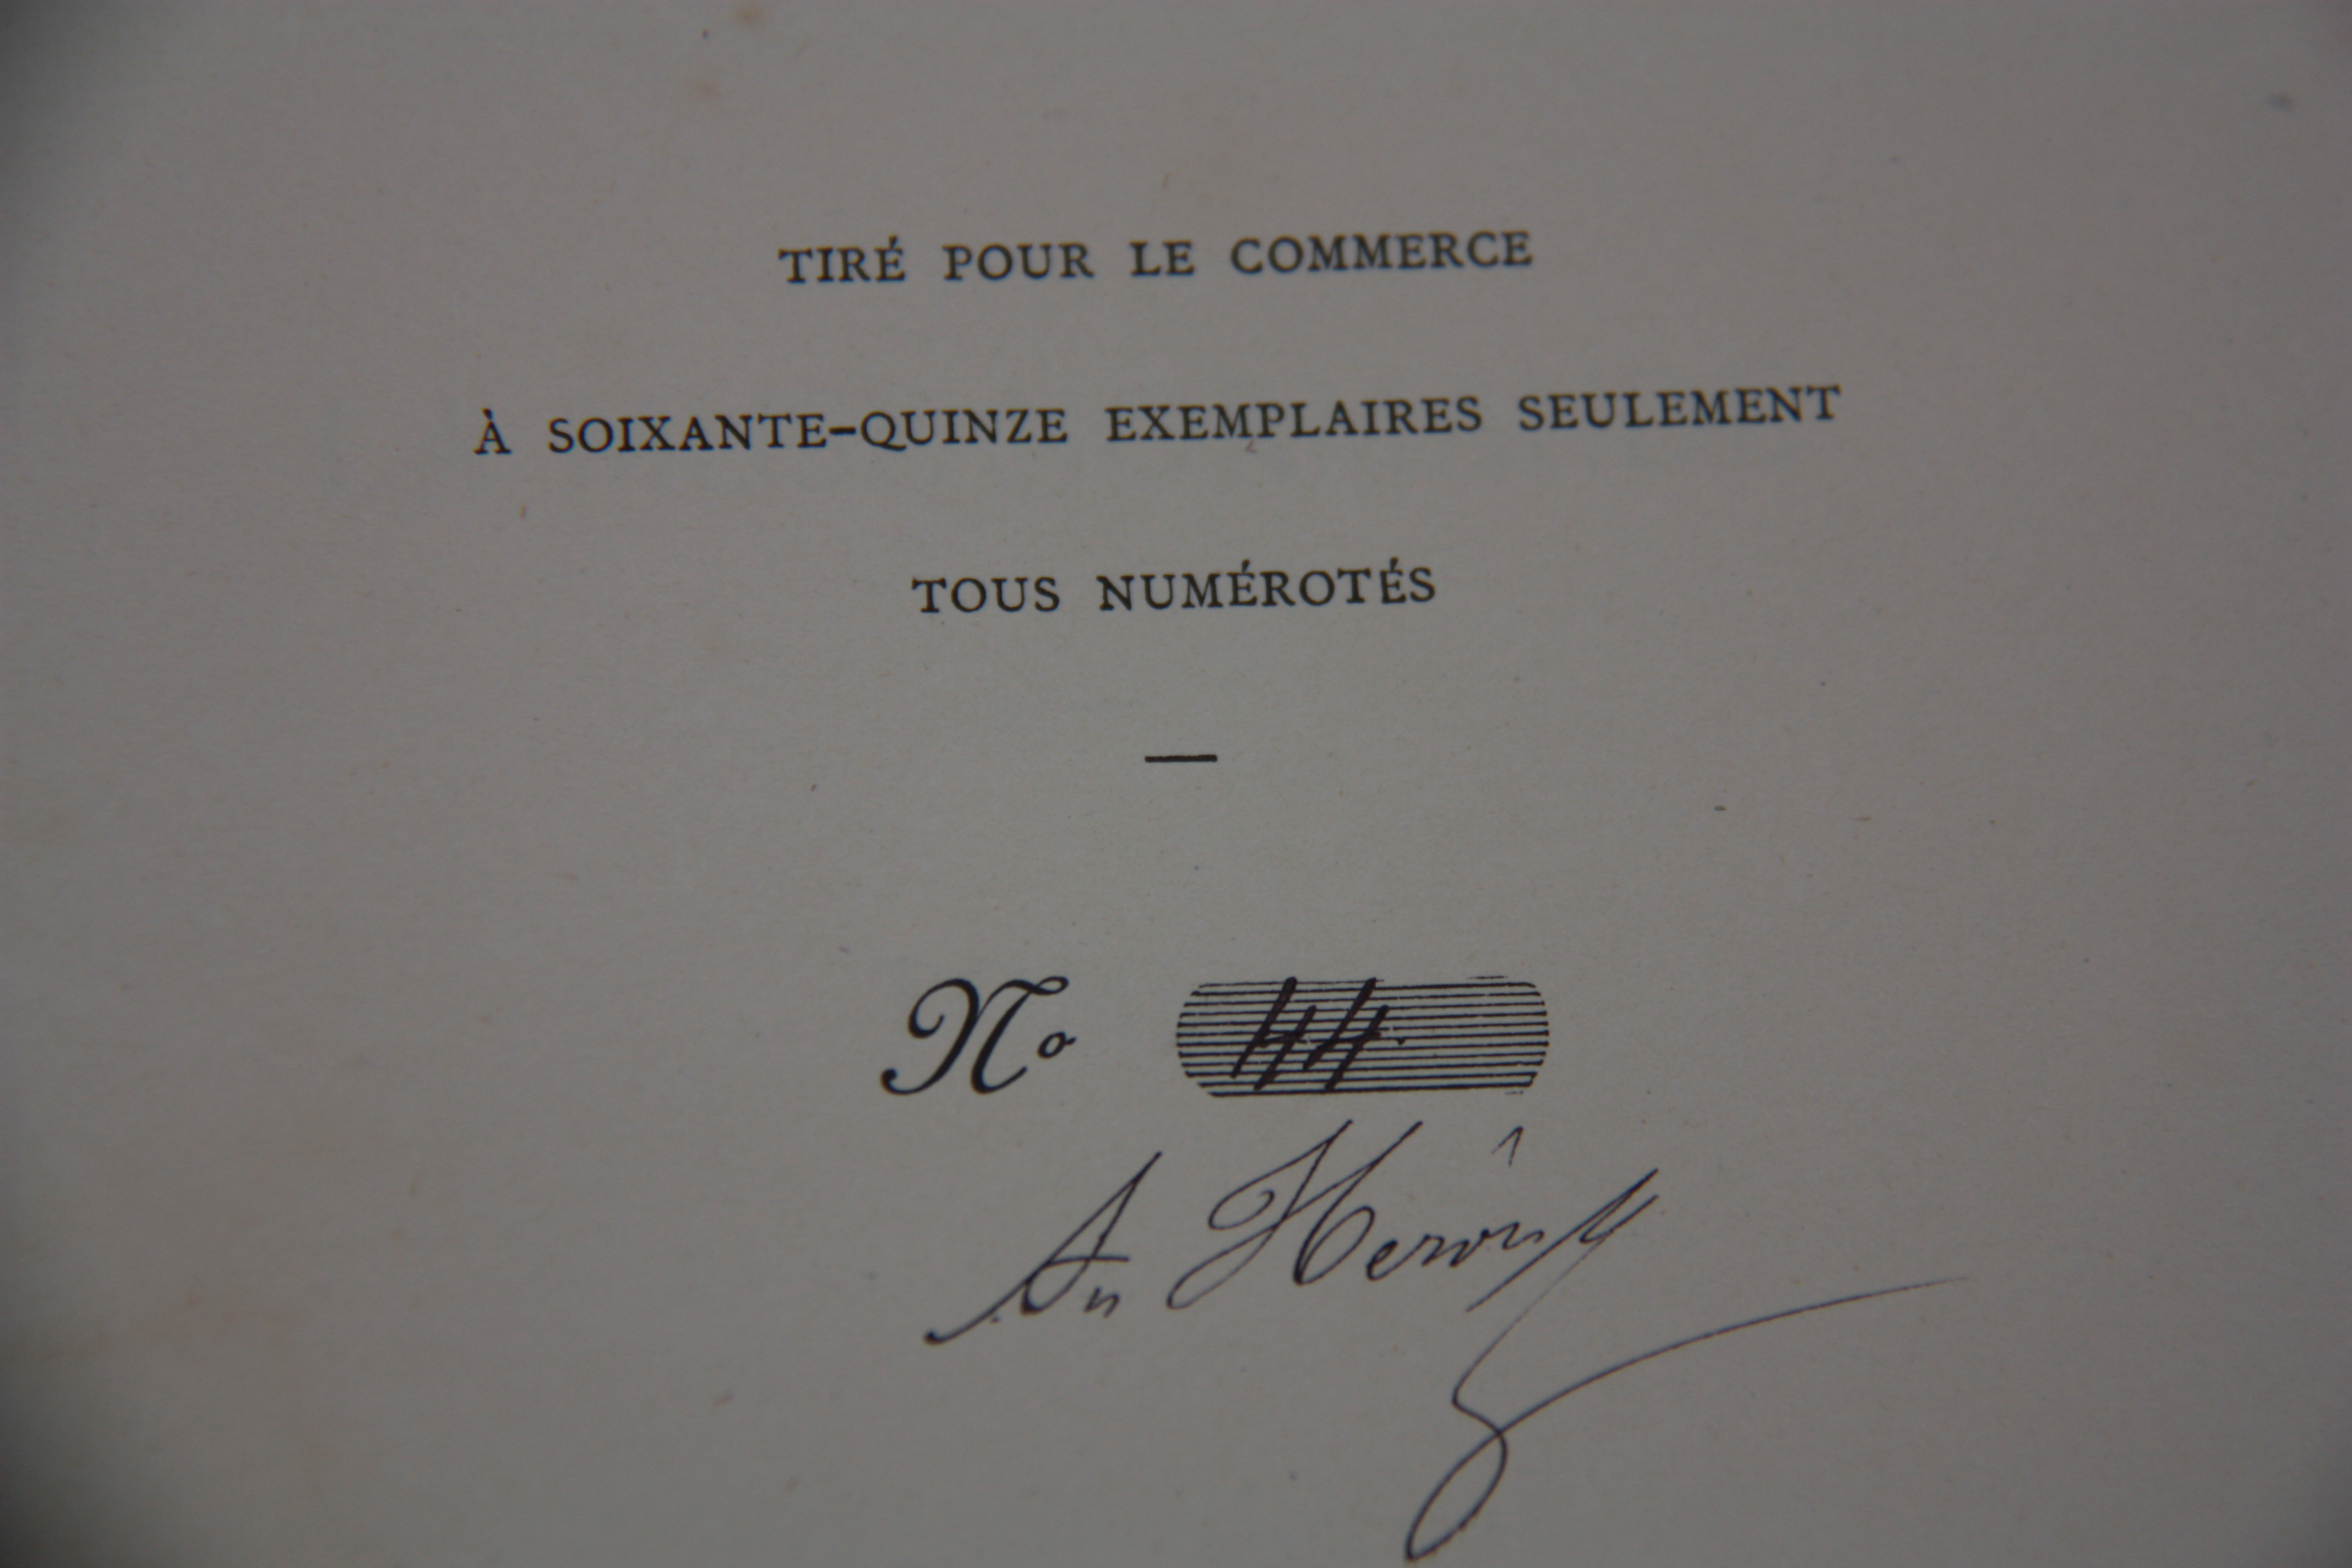 TIRÉ POUR LE COMMERCE
À SOIXANTE-QUINZE EXEMPLAIRES SEULEMENT
TOUS NUMÉROTÉS
—
No 44.